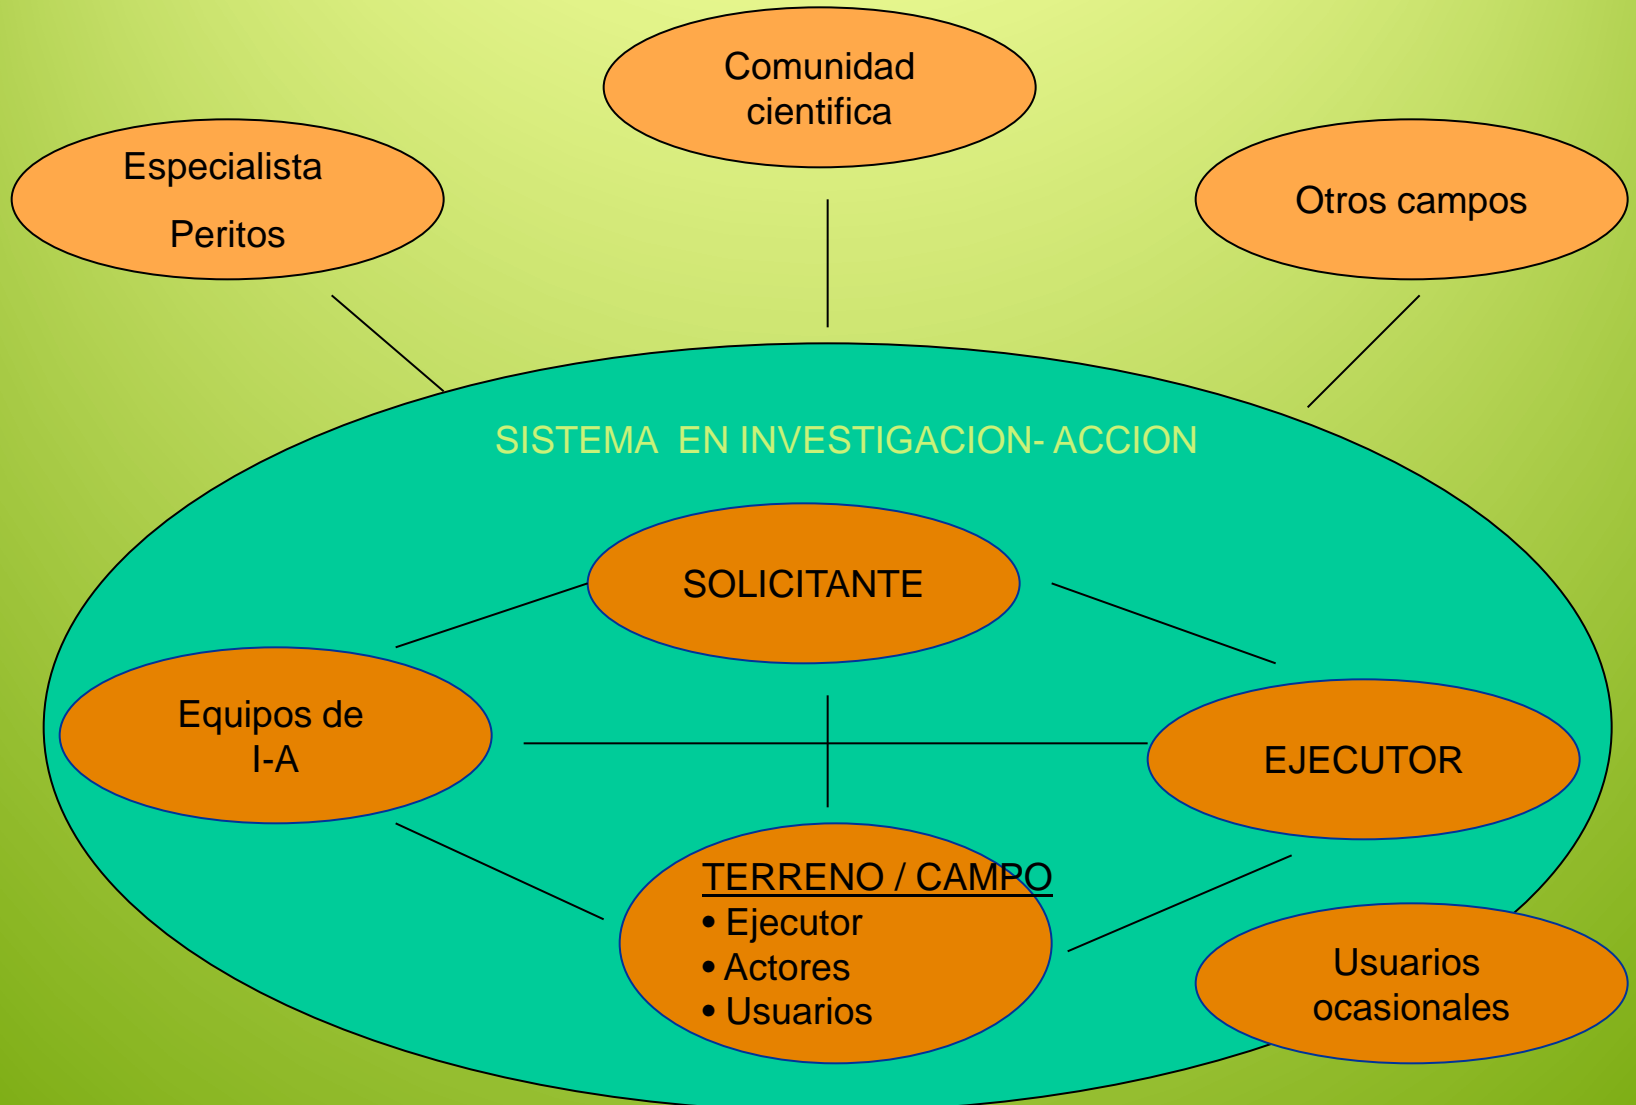 Comunidad
cientifica
Especialista
Peritos
Otros campos
SISTEMA  EN INVESTIGACION- ACCION
SOLICITANTE
Equipos de
I-A
EJECUTOR
TERRENO / CAMPO
• Ejecutor
• Actores
• Usuarios
Usuarios
ocasionales